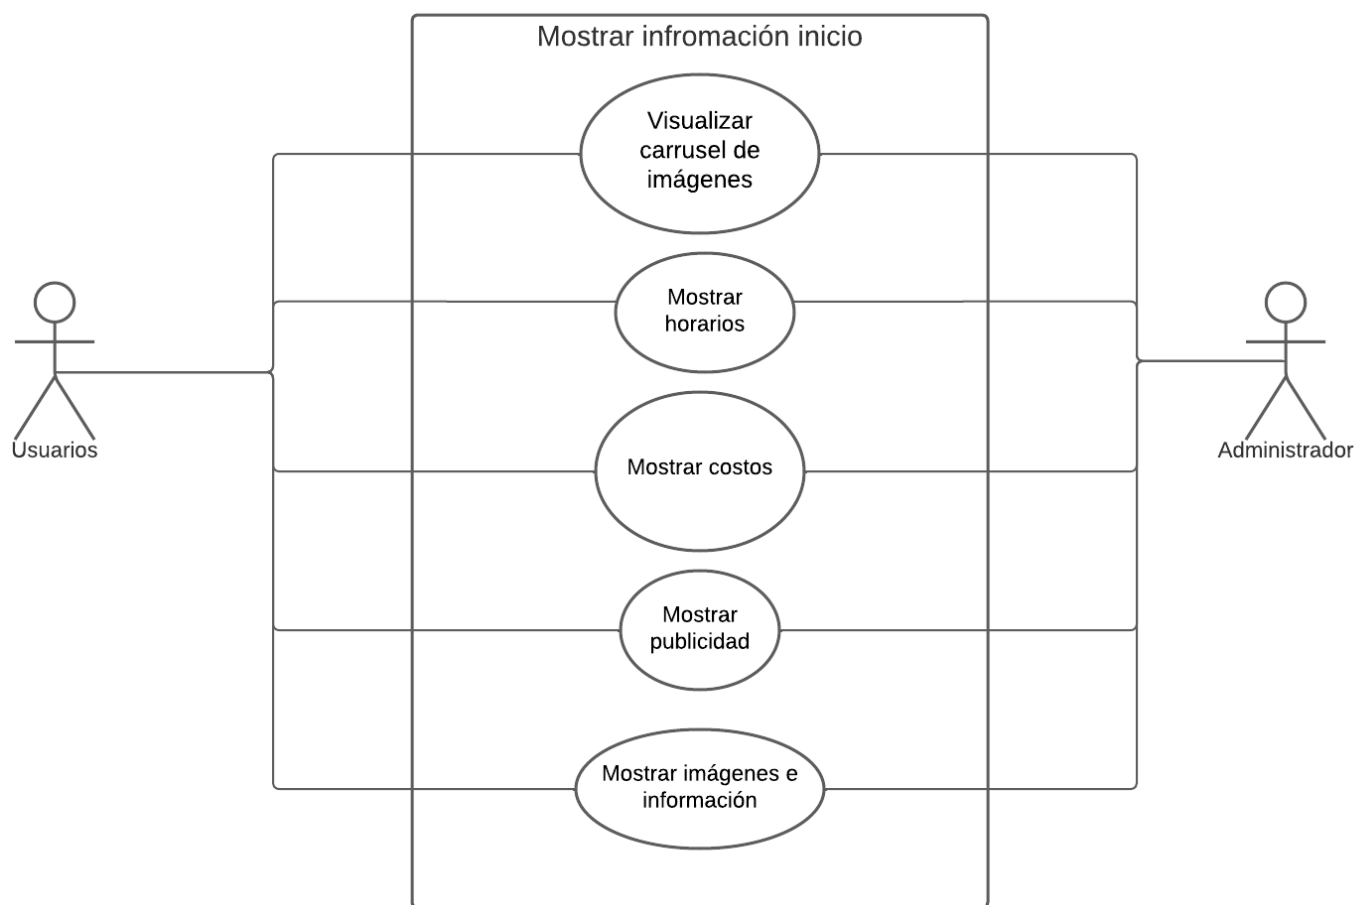 Mostrar infromación inicio
Visualizar
carrusel de
imágenes
Mostrar
horarios
Usuarios
Administrador
Mostrar costos
Mostrar
publicidad
Mostrar imágenes e
información